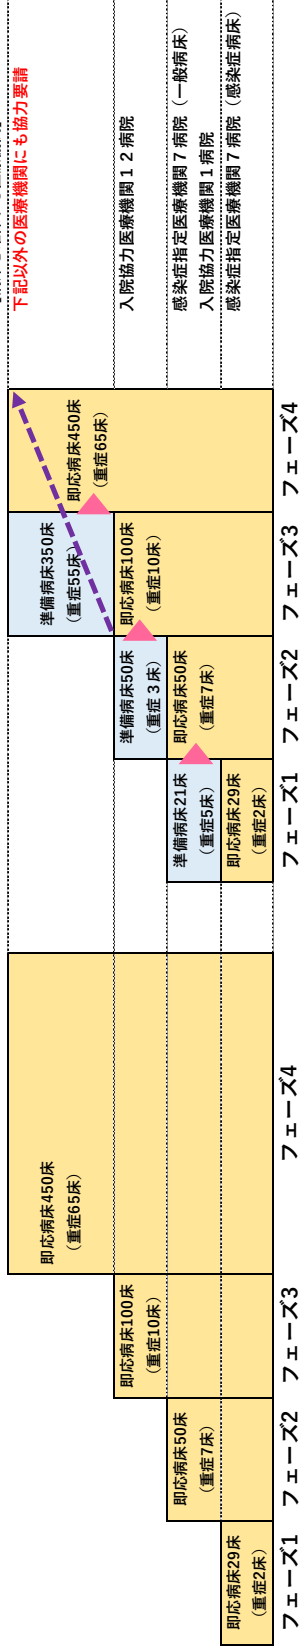 即応病床29床
（重症2床）
フェーズ1
即応病床50床
（重症7床）
フェーズ2
即応病床100床
（重症10床）
フェーズ3
即応病床450床
（重症65床）
フェーズ4
準備病床21床
（重症5床）
即応病床29床
（重症2床）
フェーズ1
準備病床50床
（重症３床）
即応病床50床
（重症7床）
フェーズ2
準備病床350床
（重症55床）
即応病床100床
（重症10床）
フェーズ3
即応病床450床
（重症65床）
フェーズ4
下記以外の医療機関にも協力要請
入院協力医療機関１２病院
感染症指定医療機関７病院（一般病床）
入院協力医療機関１病院
感染症指定医療機関７病院（感染症病床）